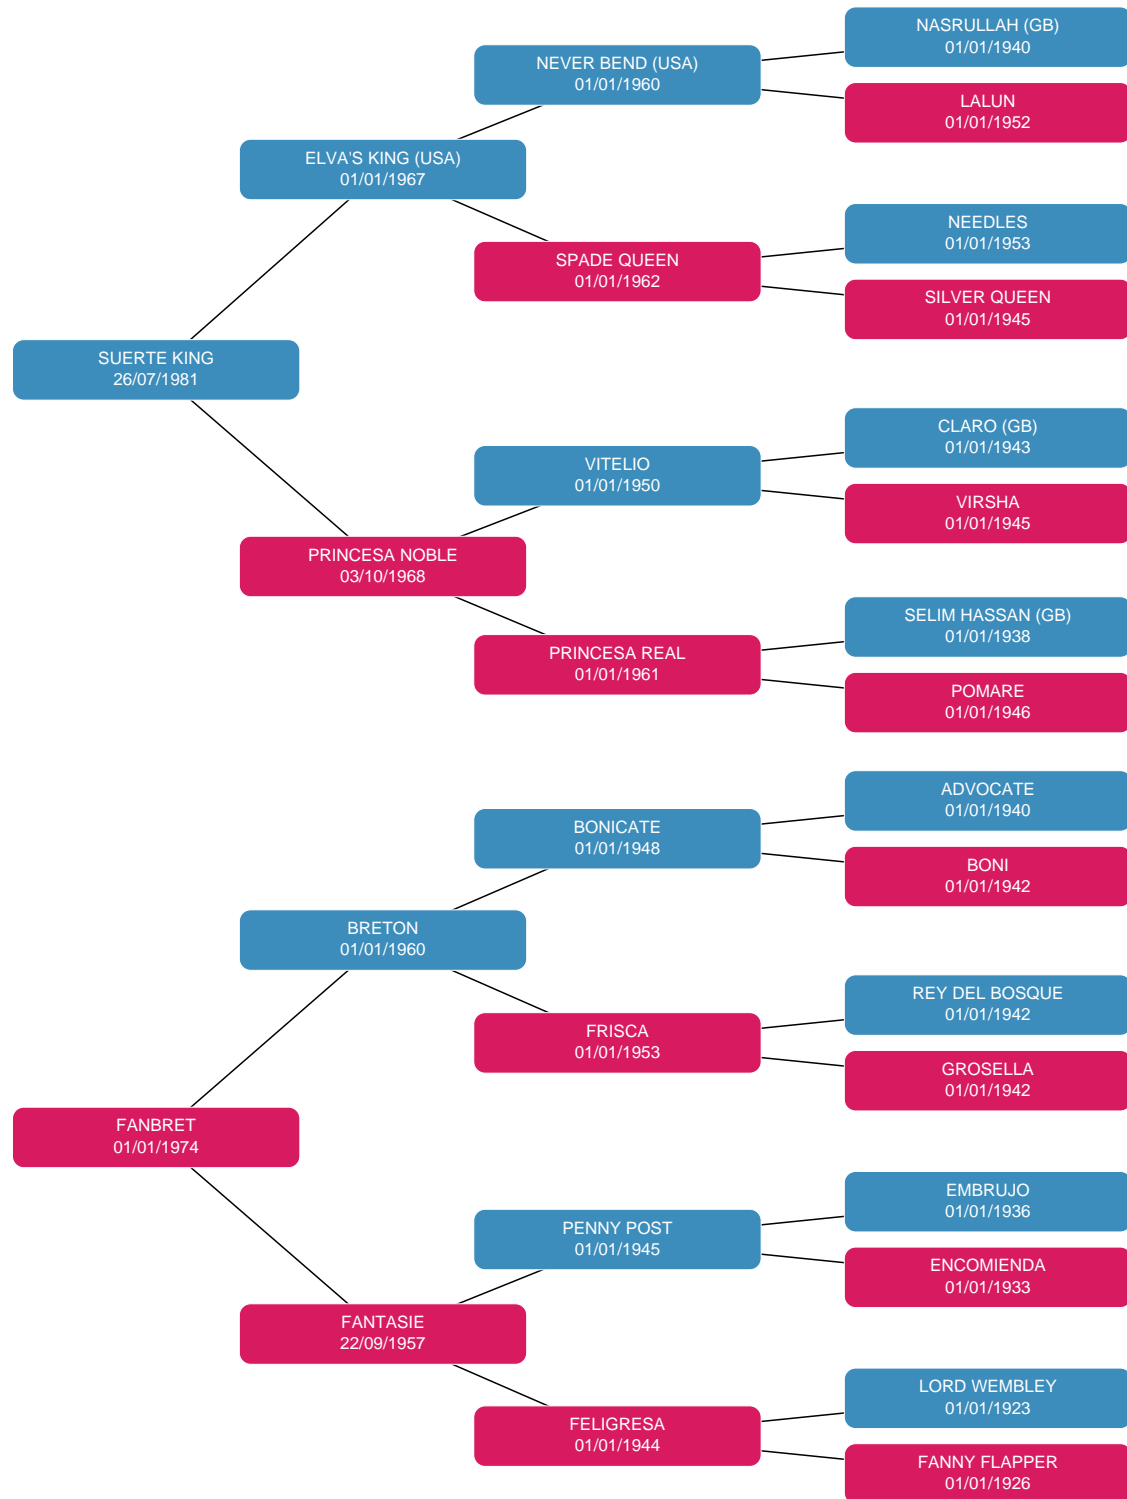 NASRULLAH (GB)
01/01/1940
NEVER BEND (USA)
01/01/1960
LALUN
01/01/1952
ELVA'S KING (USA)
01/01/1967
NEEDLES
01/01/1953
SPADE QUEEN
01/01/1962
SILVER QUEEN
01/01/1945
SUERTE KING
26/07/1981
CLARO (GB)
01/01/1943
VITELIO
01/01/1950
VIRSHA
01/01/1945
PRINCESA NOBLE
03/10/1968
SELIM HASSAN (GB)
01/01/1938
PRINCESA REAL
01/01/1961
POMARE
01/01/1946
ADVOCATE
01/01/1940
BONICATE
01/01/1948
BONI
01/01/1942
BRETON
01/01/1960
REY DEL BOSQUE
01/01/1942
FRISCA
01/01/1953
GROSELLA
01/01/1942
FANBRET
01/01/1974
EMBRUJO
01/01/1936
PENNY POST
01/01/1945
ENCOMIENDA
01/01/1933
FANTASIE
22/09/1957
LORD WEMBLEY
01/01/1923
FELIGRESA
01/01/1944
FANNY FLAPPER
01/01/1926